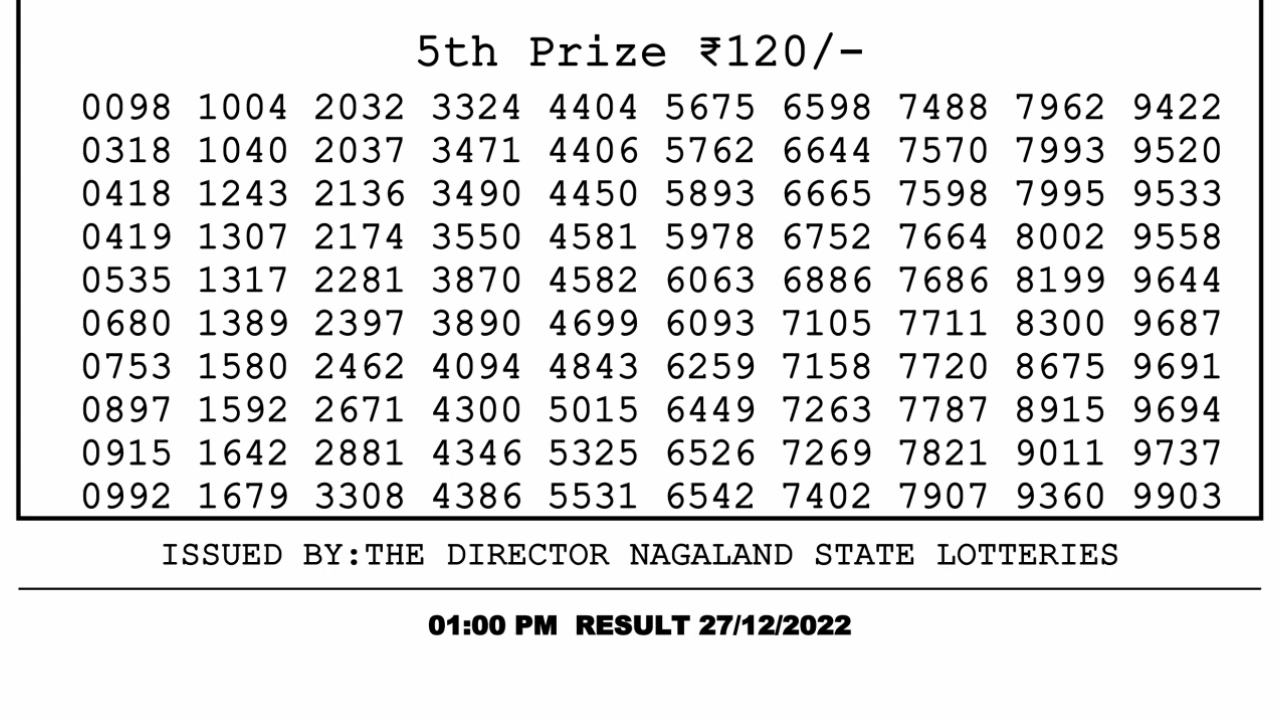 5th Prize ₹120/-
0098 1004 2032 3324 4404 5675 6598 7488 7962 9422
0318 1040 2037 3471 4406 5762 6644 7570 7993 9520
0418 1243 2136 3490 4450 5893 6665 7598 7995 9533
0419 1307 2174 3550 4581 5978 6752 7664 8002 9558
0535 1317 2281 3870 4582 6063 6886 7686 8199 9644
0680 1389 2397 3890 4699 6093 7105 7711 8300 9687
0753 1580 2462 4094 4843 6259 7158 7720 8675 9691
0897 1592 2671 4300 5015 6449 7263 7787 8915 9694
0915 1642 2881 4346 5325 6526 7269 7821 9011 9737
0992 1679 3308 4386 5531 6542 7402 7907 9360 9903
ISSUED BY:THE DIRECTOR NAGALAND STATE LOTTERIES
01:00 PM RESULT 27/12/2022